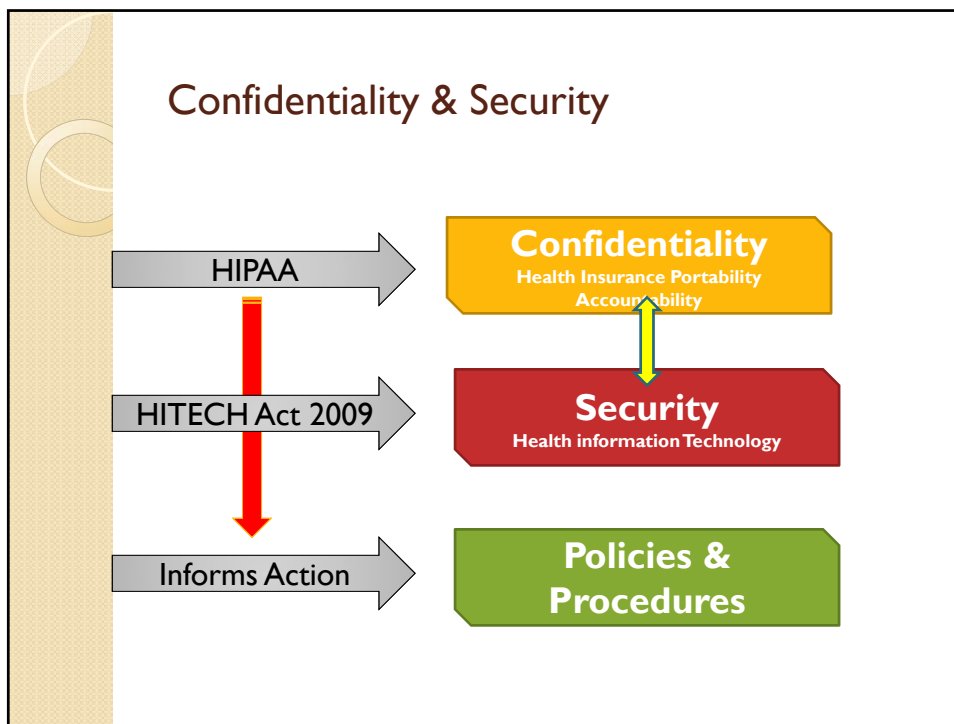 Confidentiality & Security
HIPAA
Confidentiality
Health Insurance Portability
Accountability
HITECH Act 2009
Security
Health information Technology
Informs Action
Policies &
Procedures